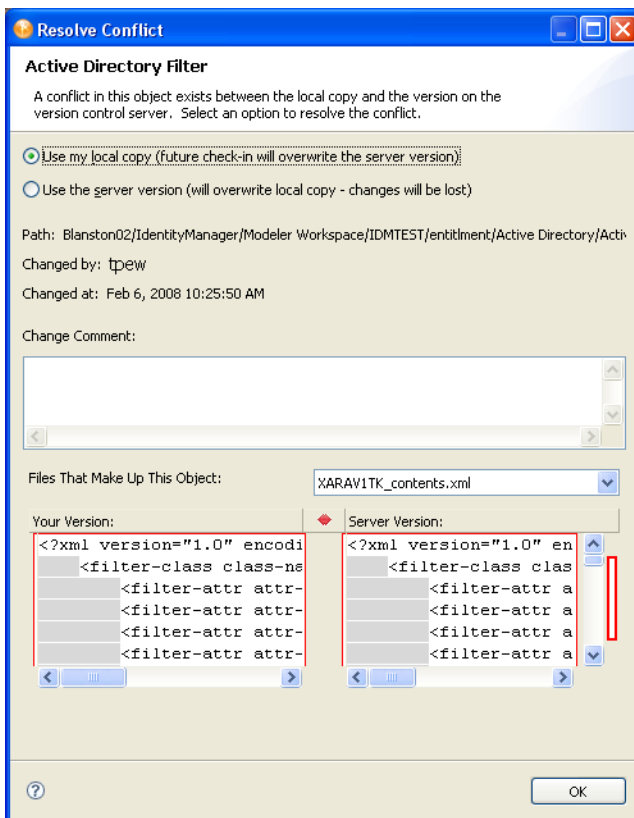 Resolve Conflict
Active Directory Filter
A conflict in this object exists between the local copy and the version on the
version control server. Select an option to resolve the conflict.
Use my local copy (future check-in will overwrite the server version)
Use the server version (will overwrite local copy - changes will be lost)
Path: Blanston02/IdentityManager/Modeler Workspace/IDMTEST/entitlment/Active Directory/Activ
Changed by: tpew
Changed at: Feb 6, 2008 10:25:50 AM
Change Comment:
Files That Make Up This Object: XARAV1TK_contents.xml
Your Version: Server Version:
<?xml version="1.0" encodi <?xml version="1.0" en
<filter-class class-na <filter-class clas
<filter-attr attr- <filter-attr a
<filter-attr attr- <filter-attr a
<filter-attr attr- <filter-attr a
<filter-attr attr- <filter-attr a
? OK